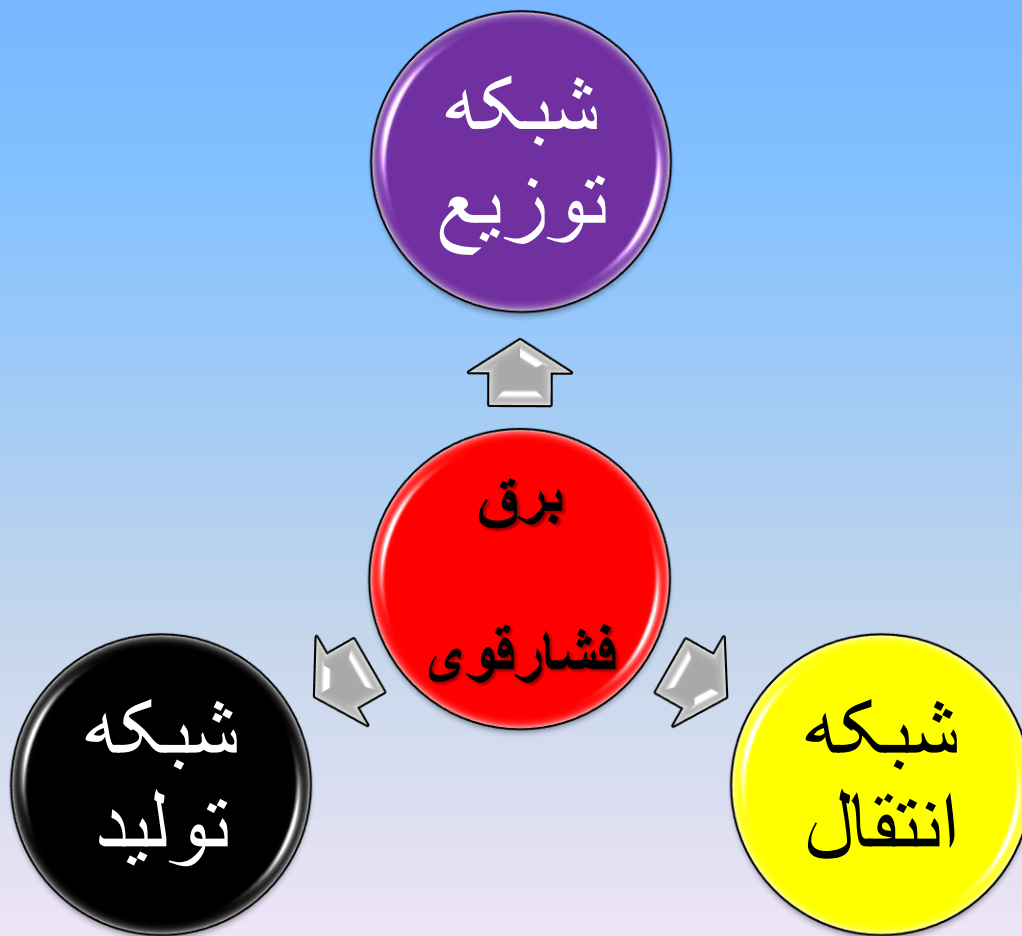 شبکه
توزیع
برق
فشارقوی
شبکه
انتقال
شبکه
تولید